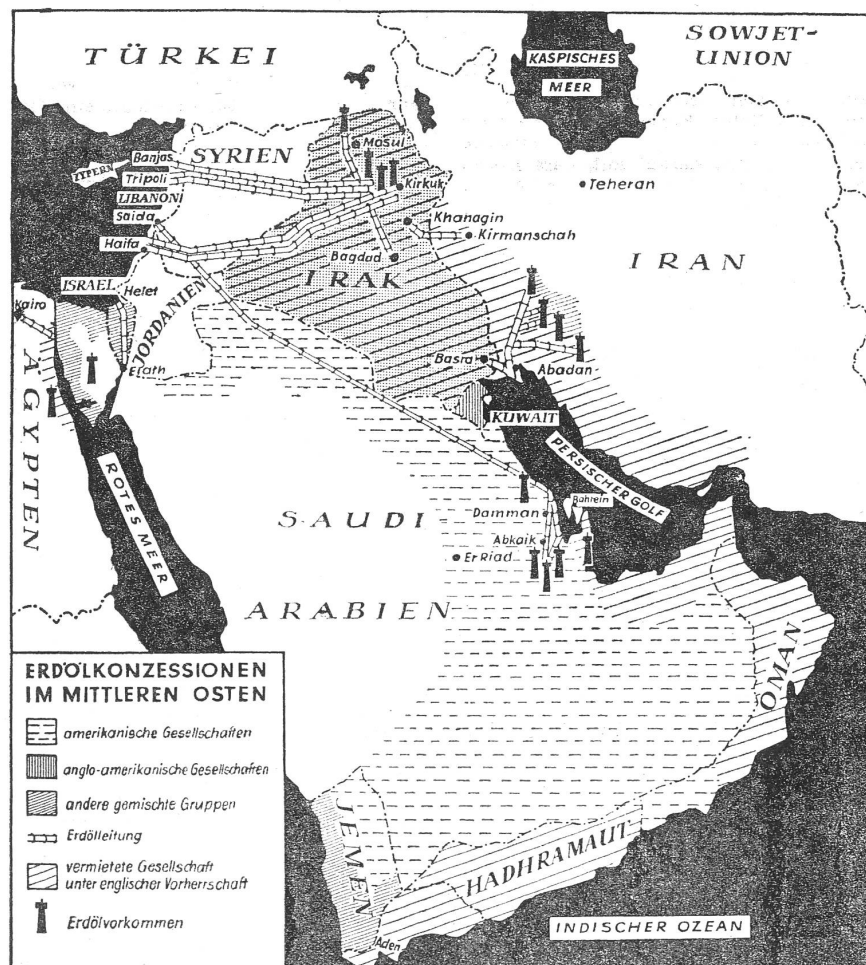 TÜRKEI
SOWJET-
UNION
KASPISCHES
MEER
Mosul
SYRIEN
Banjas
ZYPERN
Tripoli
LIBANON
Kirkuk
Teheran
Saida
Khanagin
Kirmanschah
Haifa
Bagdad
IRAK
IRAN
ISRAEL
Helet
Kairo
JORDANIEN
Elath
Basra
Abadan
ÄGYPTEN
KUWAIT
PERSISCHER GOLF
ROTES MEER
Bahrein
Damman
SAUDI
Abkaik
ErRiad
ARABIEN
OMAN
ERDÖLKONZESSIONEN
IM MITTLEREN OSTEN
amerikanische Gesellschaften
anglo-amerikanische Gesellschaften
andere gemischte Gruppen
Erdölleitung
vermietete Gesellschaft
unter englischer Vorherrschaft
Erdölvorkommen
JEMEN
HADHRAMAUT
Aden
INDISCHER OZEAN